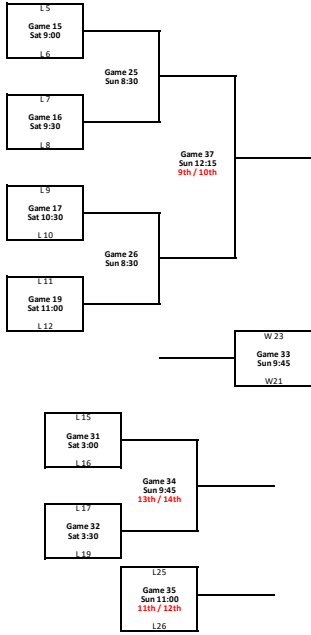 L 5
Game 15
Sat 9:00
L 6
Game 25
Sun 8:30
L 7
Game 16
Sat 9:30
L 8
Game 37
Sun 12:15
9th / 10th
L 9
Game 17
Sat 10:30
L 10
Game 26
Sun 8:30
L 11
Game 19
Sat 11:00
L 12
W 23
Game 33
Sun 9:45
W21
L 15
Game 31
Sat 3:00
L 16
Game 34
Sun 9:45
13th / 14th
L 17
Game 32
Sat 3:30
L 19
L25
Game 35
Sun 11:00
11th / 12th
L26